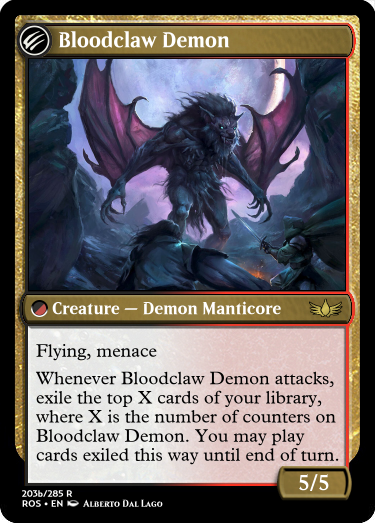 Bloodclaw Demon
Creature — Demon Manticore
Flying, menace
Whenever Bloodclaw Demon attacks,
exile the top X cards of your library,
where X is the number of counters on
Bloodclaw Demon. You may play
cards exiled this way until end of turn.
5/5
203b/285 R
ROS • EN Alberto Dal Lago